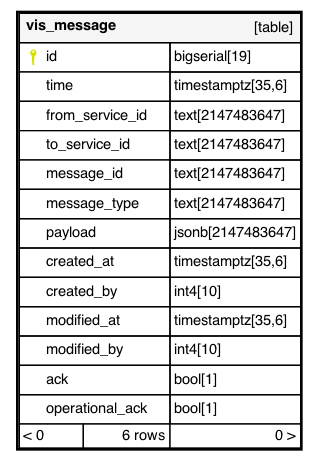 vis_message [table]
id bigserial[19]
time timestamptz[35,6]
from_service_id text[2147483647]
to_service_id text[2147483647]
message_id text[2147483647]
message_type text[2147483647]
payload jsonb[2147483647]
created_at timestamptz[35,6]
created_by int4[10]
modified_at timestamptz[35,6]
modified_by int4[10]
ack bool[1]
operational_ack bool[1]
< 0 6 rows 0 >